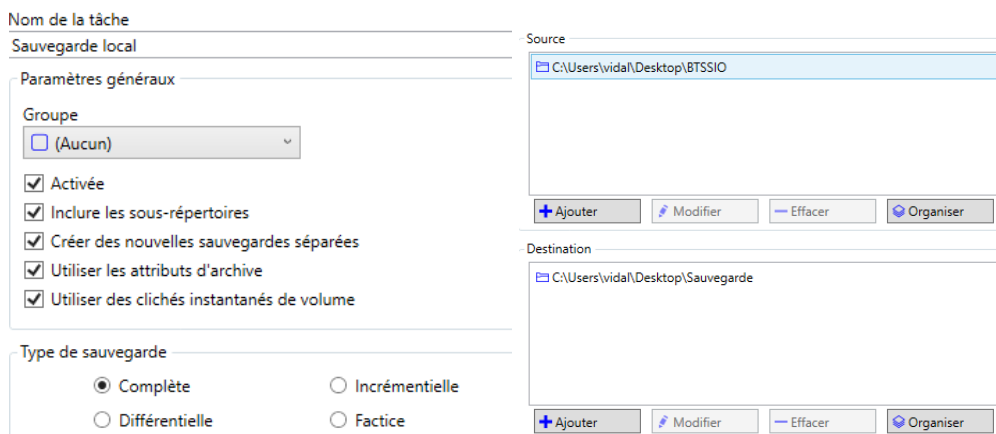 Nom de la tâche
Sauvegarde local
Paramètres généraux
Groupe
(Aucun)
Activée
Inclure les sous-répertoires
Créer des nouvelles sauvegardes séparées
Utiliser les attributs d'archive
Utiliser des clichés instantanés de volume
Type de sauvegarde
Complète Incrémentielle
Différentielle Factice
Source
C:\Users\vidal\Desktop\BTSSIO
Ajouter Modifier Effacer Organiser
Destination
C:\Users\vidal\Desktop\Sauvegarde
Ajouter Modifier Effacer Organiser